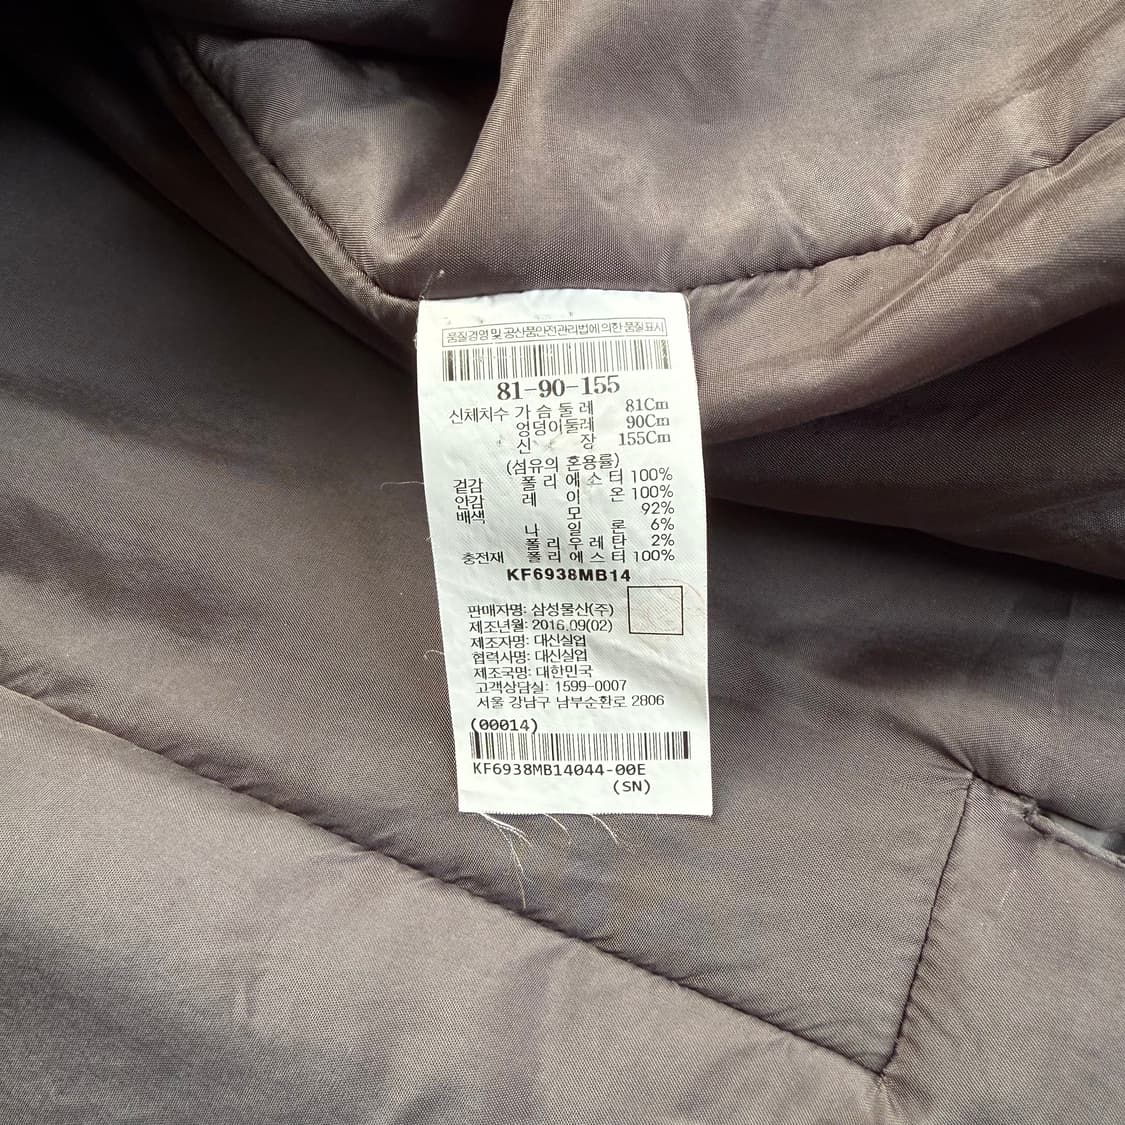 품질경영 및 공산품안전관리법에 의한 품질표시
81-90-155
신체치수 가 슴 둘 레 81Cm
엉덩이둘레 90Cm
신 장 155Cm
(섬유의 혼용률)
겉감 폴 리 에 스 터 100%
안감 레 이 온 100%
배색 모 92%
나 일 론 6%
폴 리 우 레 탄 2%
충전재 폴 리 에 스 터 100%
KF6938MB14
판매자명: 삼성물산(주)
제조년월: 2016.09(02)
제조자명: 대신실업
협력사명: 대신실업
제조국명: 대한민국
고객상담실: 1599-0007
서울 강남구 남부순환로 2806
(00014)
KF6938MB14044-00E
(SN)